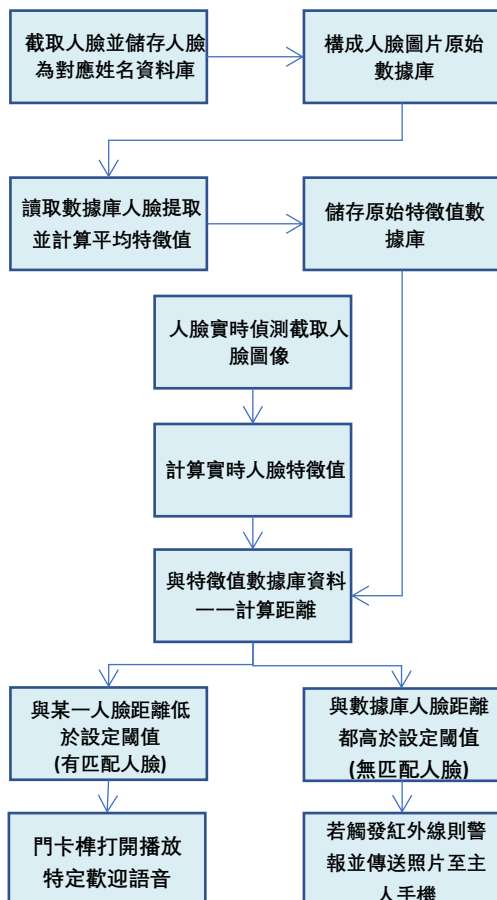 截取人臉並儲存人臉
為對應姓名資料庫
構成人臉圖片原始
數據庫
讀取數據庫人臉提取
並計算平均特徵值
儲存原始特徵值數
據庫
人臉實時偵測截取人
臉圖像
計算實時人臉特徵值
與特徵值數據庫資料
一一計算距離
與某一人臉距離低
於設定閾值
(有匹配人臉)
與數據庫人臉距離
都高於設定閾值
(無匹配人臉)
門卡榫打開播放
特定歡迎語音
若觸發紅外線則警
報並傳送照片至主
人手機